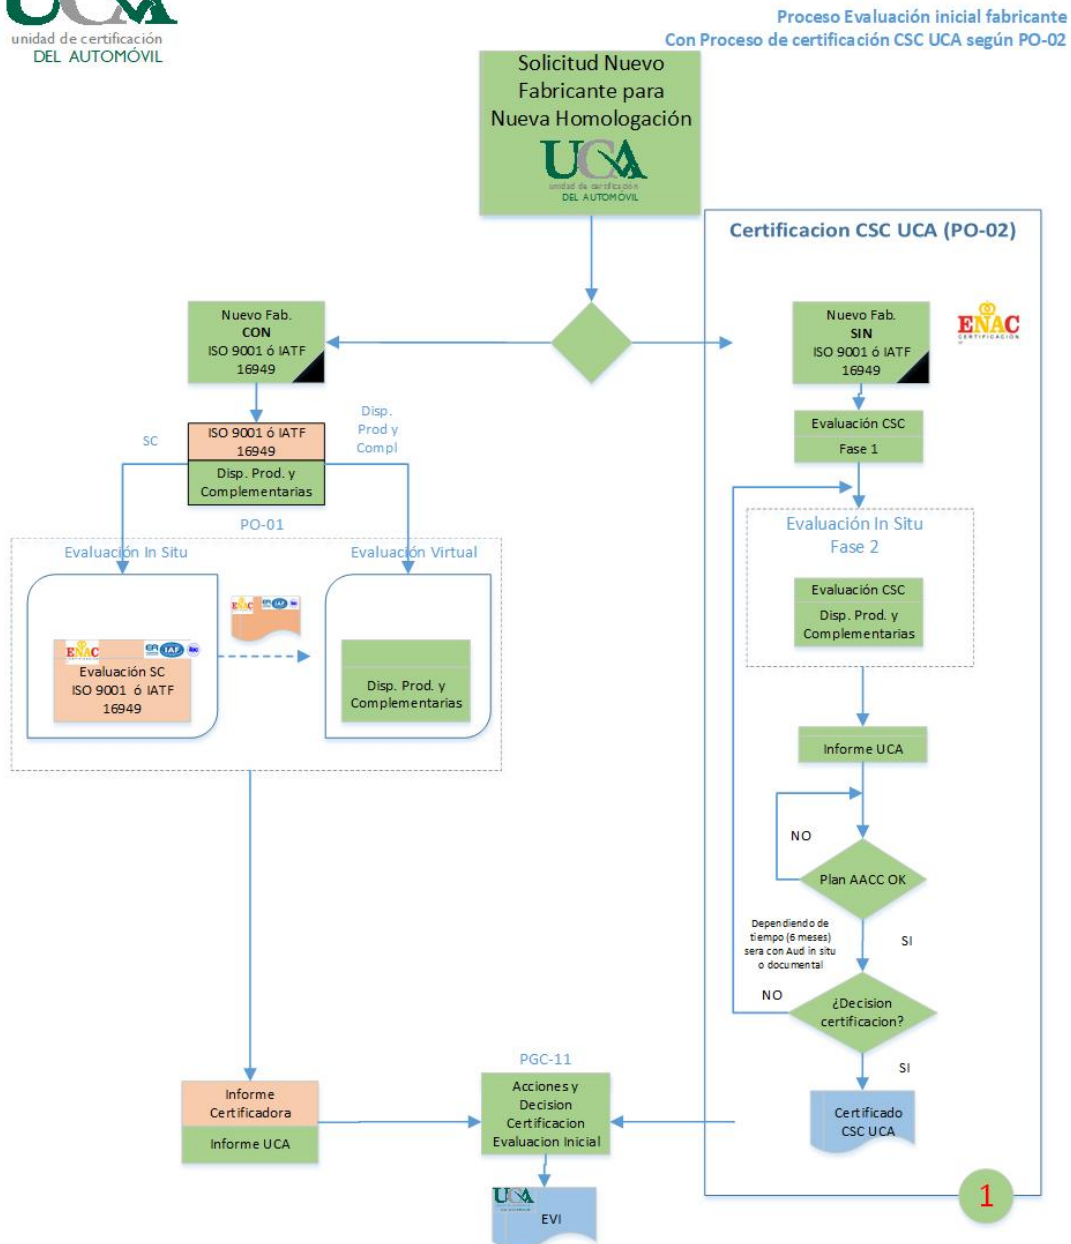 UCA
unidad de certificación
DEL AUTOMÓVIL
Proceso Evaluación inicial fabricante
Con Proceso de certificación CSC UCA según PO-02
Solicitud Nuevo
Fabricante para
Nueva Homologación
UCA
unidad de certificación
DEL AUTOMÓVIL
Certificacion CSC UCA (PO-02)
Nuevo Fab.
CON
ISO 9001 ó IATF
16949
Nuevo Fab.
SIN
ISO 9001 ó IATF
16949
ENAC
CERTIFICACIÓN
SC
ISO 9001 ó IATF
16949
Disp. Prod. y
Complementarias
Disp.
Prod y
Compl
Evaluación CSC
Fase 1
PO-01
Evaluación In Situ
Evaluación Virtual
Evaluación In Situ
Fase 2
Evaluación CSC
Disp. Prod. y
Complementarias
ENAC
IAF
ENAC
IAF
Evaluación SC
ISO 9001 ó IATF
16949
Disp. Prod. y
Complementarias
Informe UCA
NO
Plan AACC OK
Dependiendo de
tiempo (6 meses)
sera con Aud in situ
o documental
SI
NO
¿Decision
certificacion?
SI
Certificado
CSC UCA
Informe
Certificadora
Informe UCA
PGC-11
Acciones y
Decision
Certificacion
Evaluacion Inicial
UCA
EVI
1